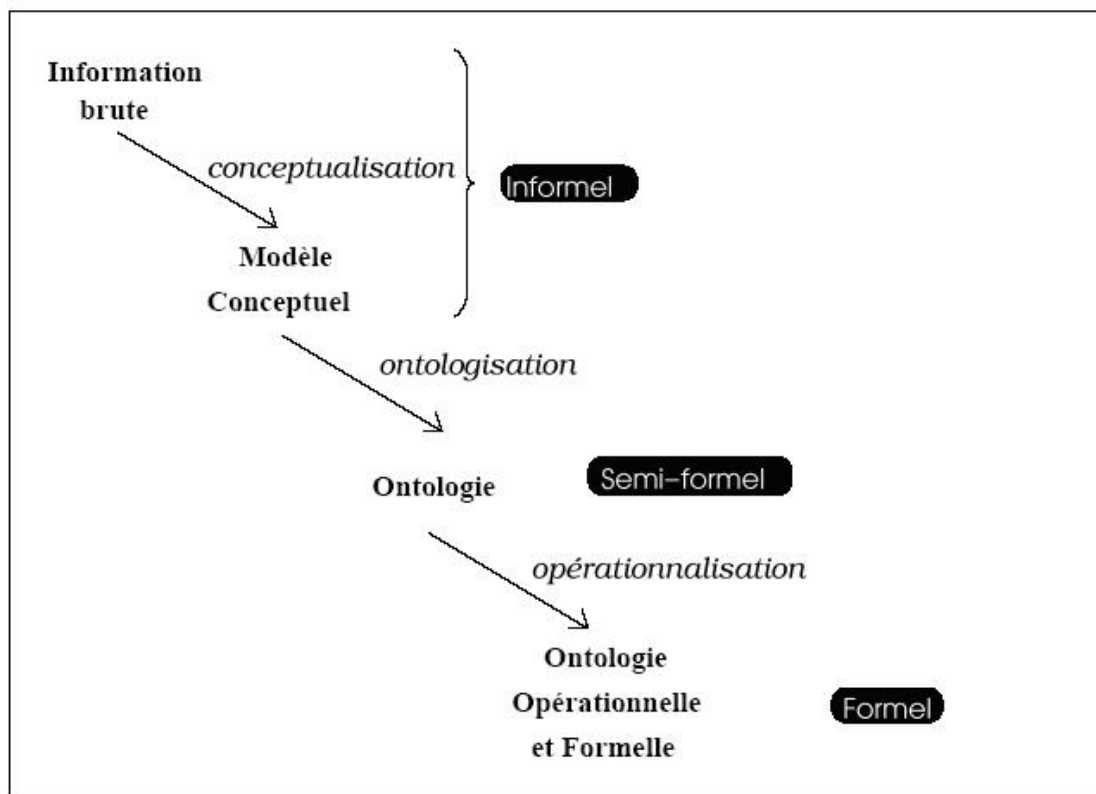 Information
brute
conceptualisation
Informel
Modèle
Conceptuel
ontologisation
Ontologie
Semi-formel
opérationnalisation
Ontologie
Opérationnelle
et Formelle
Formel